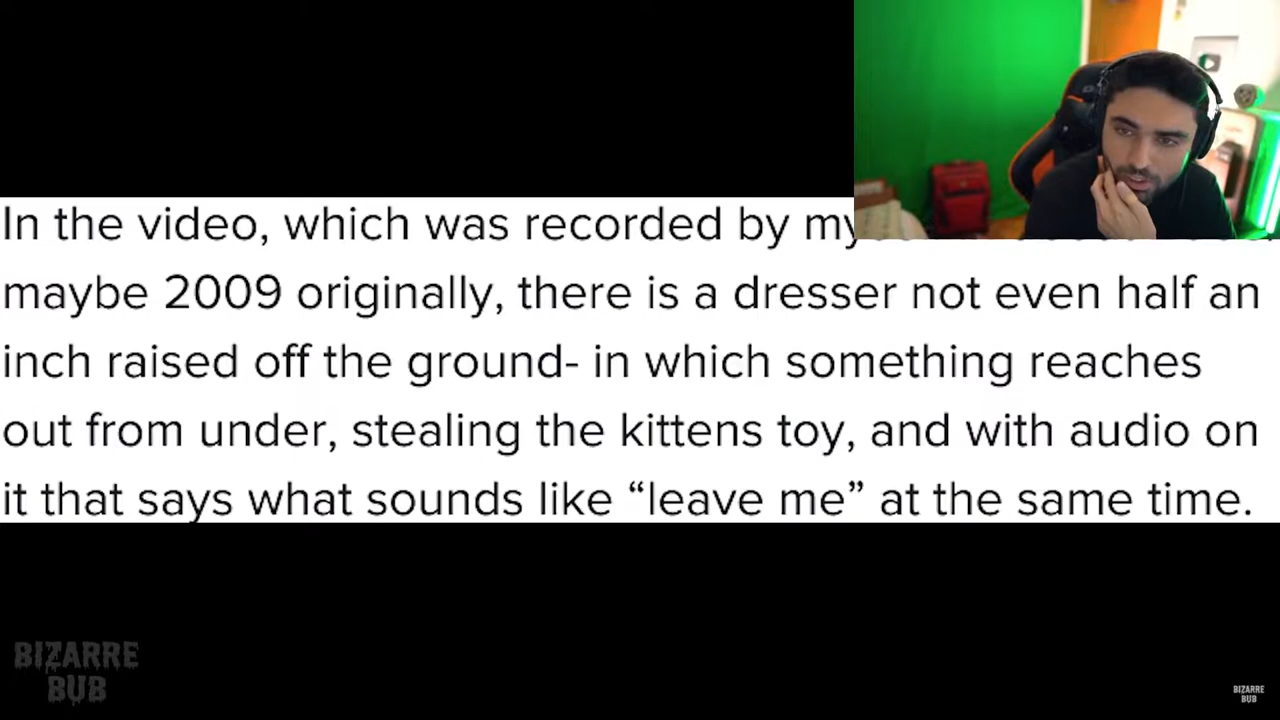 In the video, which was recorded by my
maybe 2009 originally, there is a dresser not even half an
inch raised off the ground- in which something reaches
out from under, stealing the kittens toy, and with audio on
it that says what sounds like “leave me” at the same time.
BIZARRE
BUB
BIZARRE
BUB